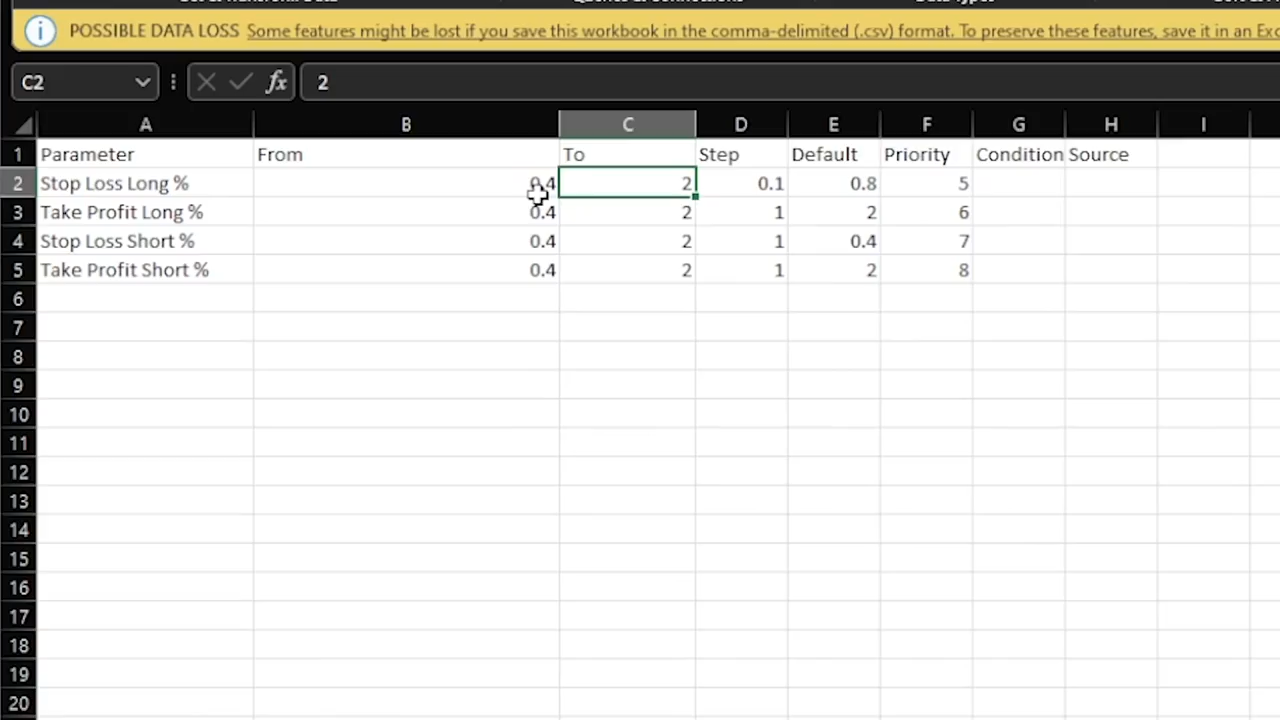 POSSIBLE DATA LOSS Some features might be lost if you save this workbook in the comma-delimited (.csv) format. To preserve these features, save it in an
C2 fx 2
A B C D E F G H I
1 Parameter From To Step Default Priority Condition Source
2 Stop Loss Long % 0.4 2 0.1 0.8 5
3 Take Profit Long % 0.4 2 1 2 6
4 Stop Loss Short % 0.4 2 1 0.4 7
5 Take Profit Short % 0.4 2 1 2 8
6
7
8
9
10
11
12
13
14
15
16
17
18
19
20